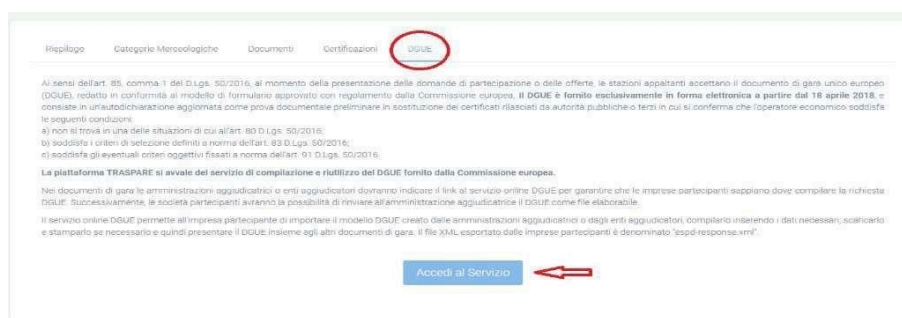 Riepilogo Categorie Merceologiche Documenti Certificazioni DGUE
Ai sensi dell'art. 85, comma 1 del D.Lgs. 50/2016, al momento della presentazione delle domande di partecipazione o delle offerte, le stazioni appaltanti accettano il documento di gara unico europeo
(DGUE), redatto in conformità al modello di formulario approvato con regolamento dalla Commissione europea. Il DGUE è fornito esclusivamente in forma elettronica a partire dal 18 aprile 2018, e
consiste in un'autodichiarazione aggiornata come prova documentale preliminare in sostituzione dei certificati rilasciati da autorità pubbliche o terzi in cui si conferma che l'operatore economico soddisfa
le seguenti condizioni:
a) non si trova in una delle situazioni di cui all'art. 80 D.Lgs. 50/2016;
b) soddisfa i criteri di selezione definiti a norma dell'art. 83 D.Lgs. 50/2016;
c) soddisfa gli eventuali criteri oggettivi fissati a norma dell'art. 91 D.Lgs. 50/2016.
La piattaforma TRASPARE si avvale del servizio di compilazione e riutilizzo del DGUE fornito dalla Commissione europea.
Nei documenti di gara le amministrazioni aggiudicatrici o enti aggiudicatori dovranno indicare il link al servizio online DGUE per garantire che le imprese partecipanti sappiano dove compilare la richiesta
DGUE. Successivamente, le società partecipanti avranno la possibilità di rinviare all'amministrazione aggiudicatrice il DGUE come file elaborabile.
Il servizio online DGUE permette all'impresa partecipante di importare il modello DGUE creato dalle amministrazioni aggiudicatrici o dagli enti aggiudicatori, compilarlo inserendo i dati necessari, scaricarlo
e stamparlo se necessario e quindi presentare il DGUE insieme agli altri documenti di gara. Il file XML esportato dalle imprese partecipanti è denominato "espd-response.xml".
Accedi al Servizio